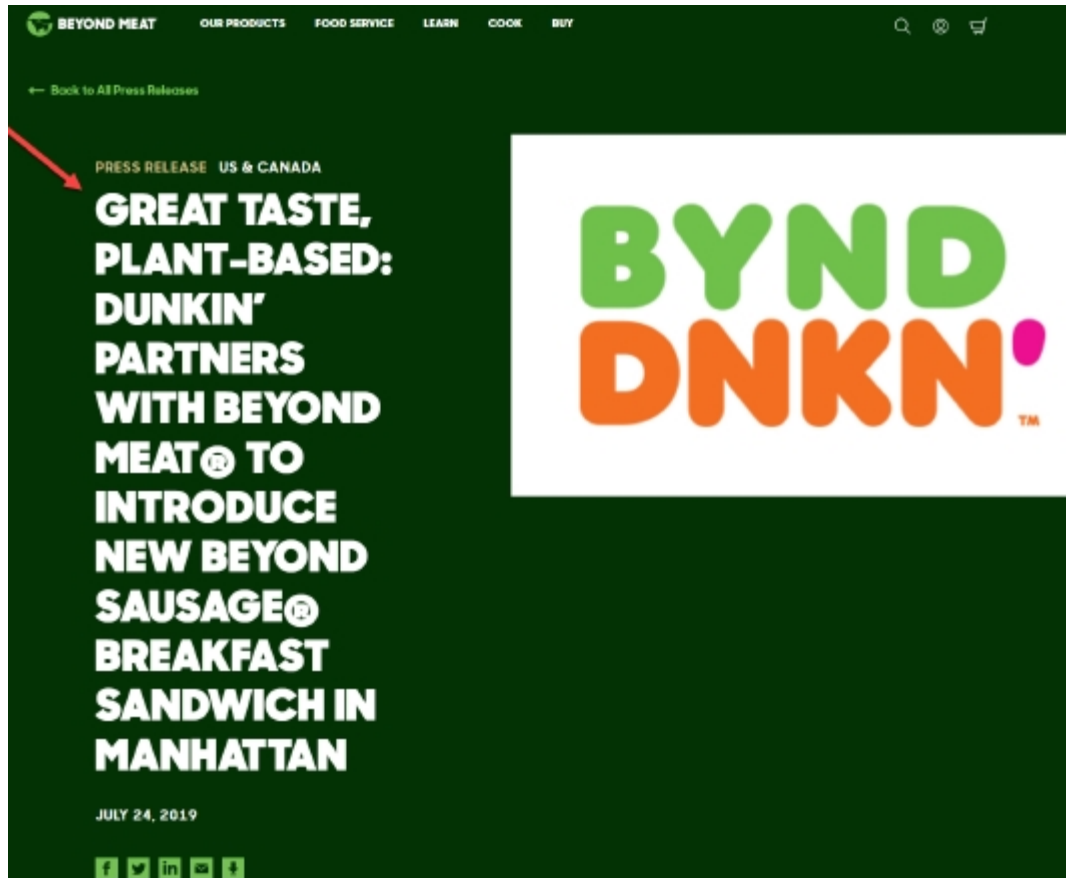 BEYOND MEAT OUR PRODUCTS FOOD SERVICE LEARN COOK BUY
← Back to All Press Releases
PRESS RELEASE US & CANADA
GREAT TASTE,
PLANT-BASED:
DUNKIN'
PARTNERS
WITH BEYOND
MEAT® TO
INTRODUCE
NEW BEYOND
SAUSAGE®
BREAKFAST
SANDWICH IN
MANHATTAN
JULY 24, 2019
BYND
DNKN'
TM